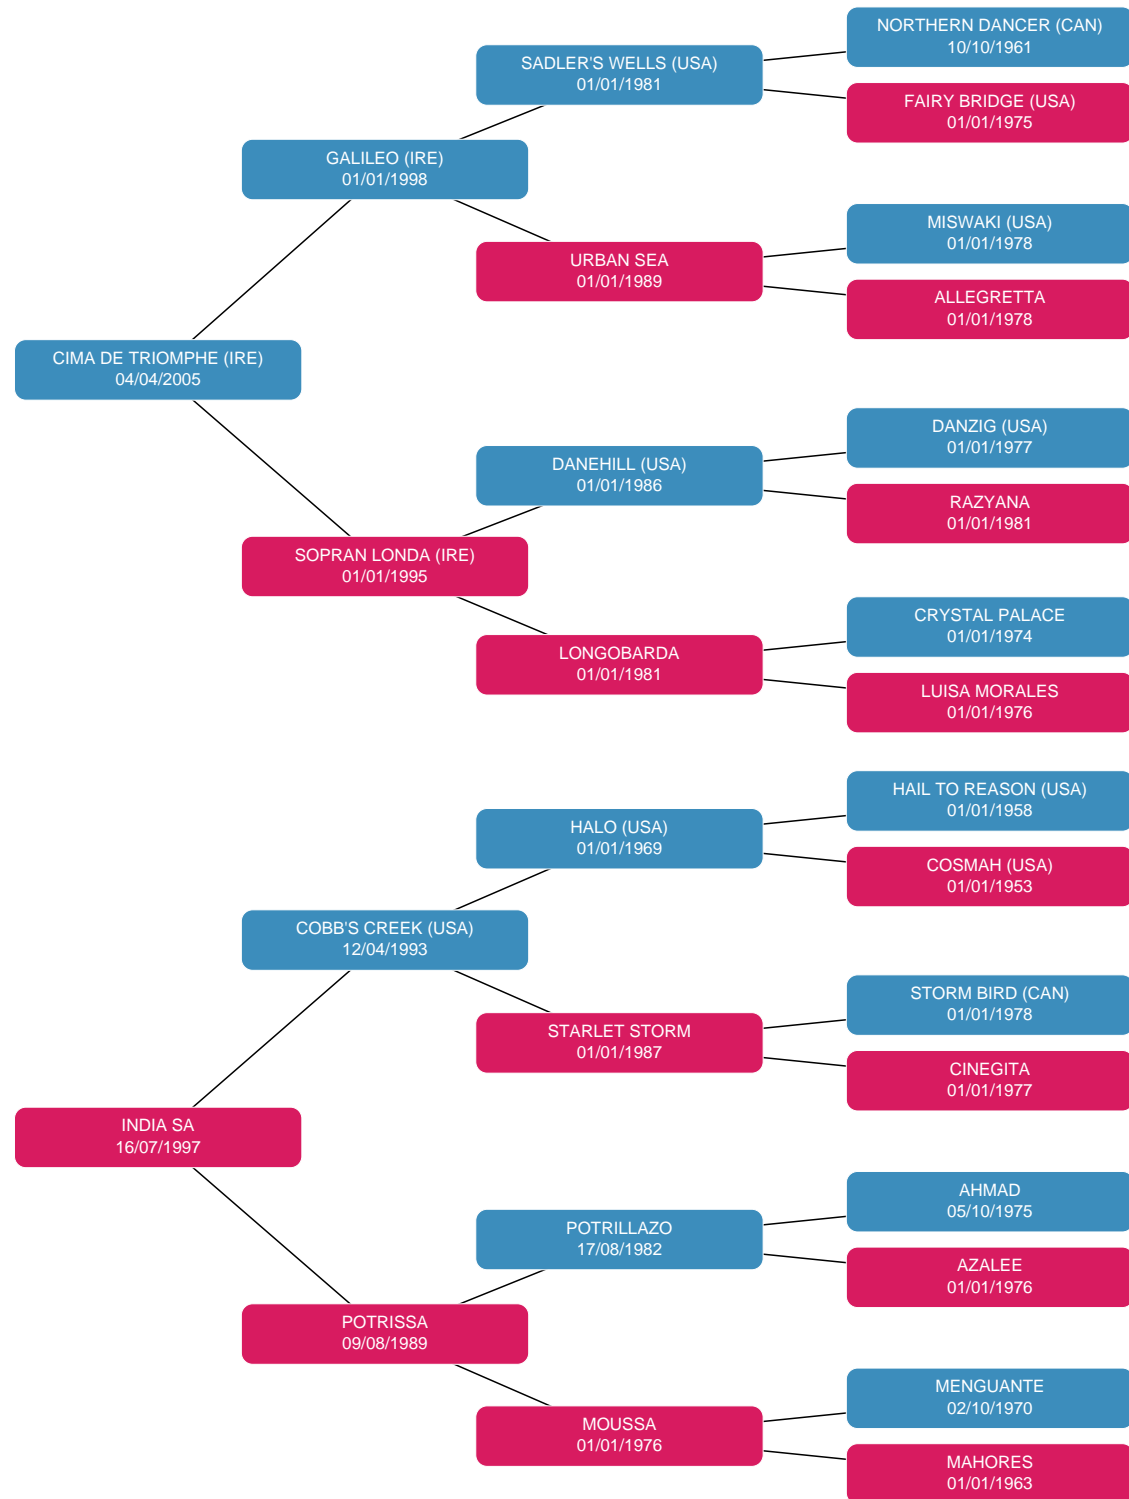 NORTHERN DANCER (CAN)
10/10/1961
SADLER'S WELLS (USA)
01/01/1981
FAIRY BRIDGE (USA)
01/01/1975
GALILEO (IRE)
01/01/1998
MISWAKI (USA)
01/01/1978
URBAN SEA
01/01/1989
ALLEGRETTA
01/01/1978
CIMA DE TRIOMPHE (IRE)
04/04/2005
DANZIG (USA)
01/01/1977
DANEHILL (USA)
01/01/1986
RAZYANA
01/01/1981
SOPRAN LONDA (IRE)
01/01/1995
CRYSTAL PALACE
01/01/1974
LONGOBARDA
01/01/1981
LUISA MORALES
01/01/1976
HAIL TO REASON (USA)
01/01/1958
HALO (USA)
01/01/1969
COSMAH (USA)
01/01/1953
COBB'S CREEK (USA)
12/04/1993
STORM BIRD (CAN)
01/01/1978
STARLET STORM
01/01/1987
CINEGITA
01/01/1977
INDIA SA
16/07/1997
AHMAD
05/10/1975
POTRILLAZO
17/08/1982
AZALEE
01/01/1976
POTRISSA
09/08/1989
MENGUANTE
02/10/1970
MOUSSA
01/01/1976
MAHORES
01/01/1963